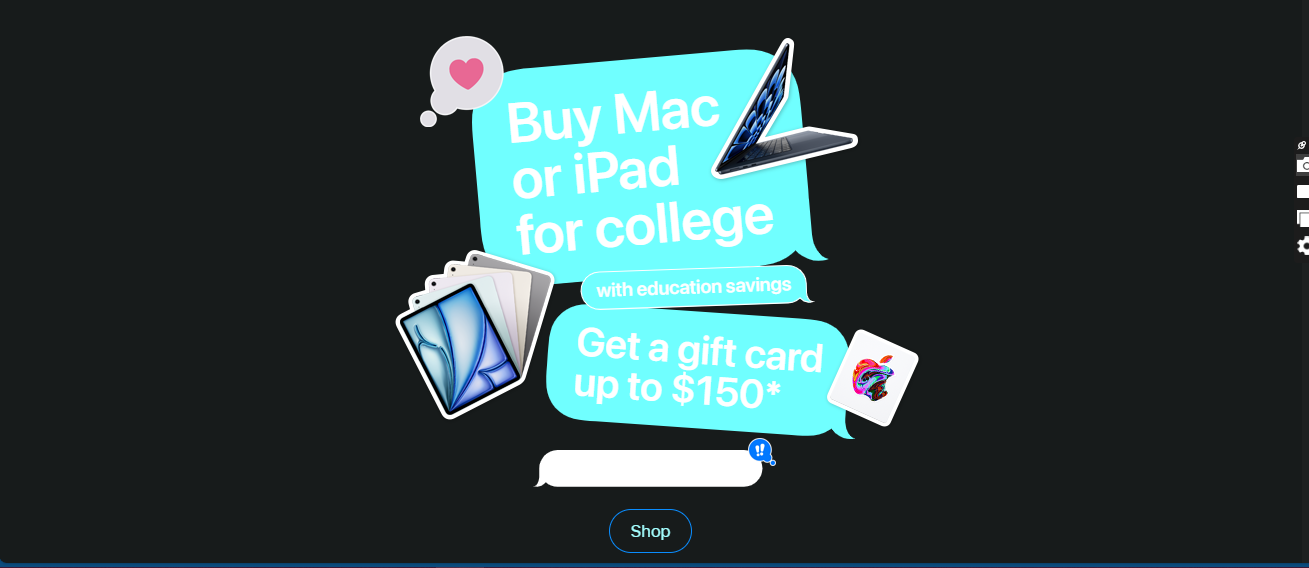 Buy Mac
or iPad
for college
with education savings
Get a gift card
up to $150*
Shop